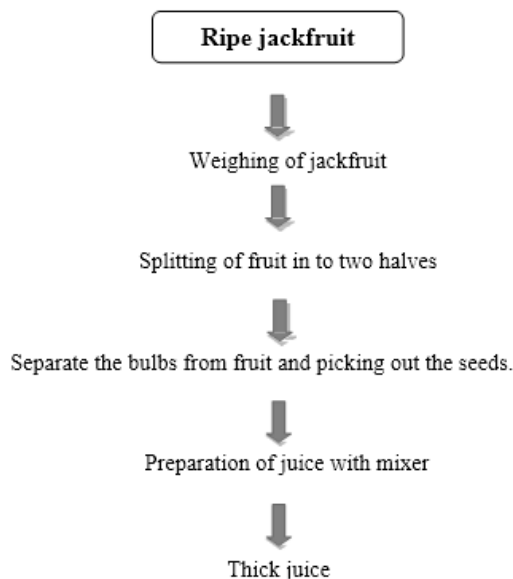 Ripe jackfruit
Weighing of jackfruit
Splitting of fruit in to two halves
Separate the bulbs from fruit and picking out the seeds.
Preparation of juice with mixer
Thick juice